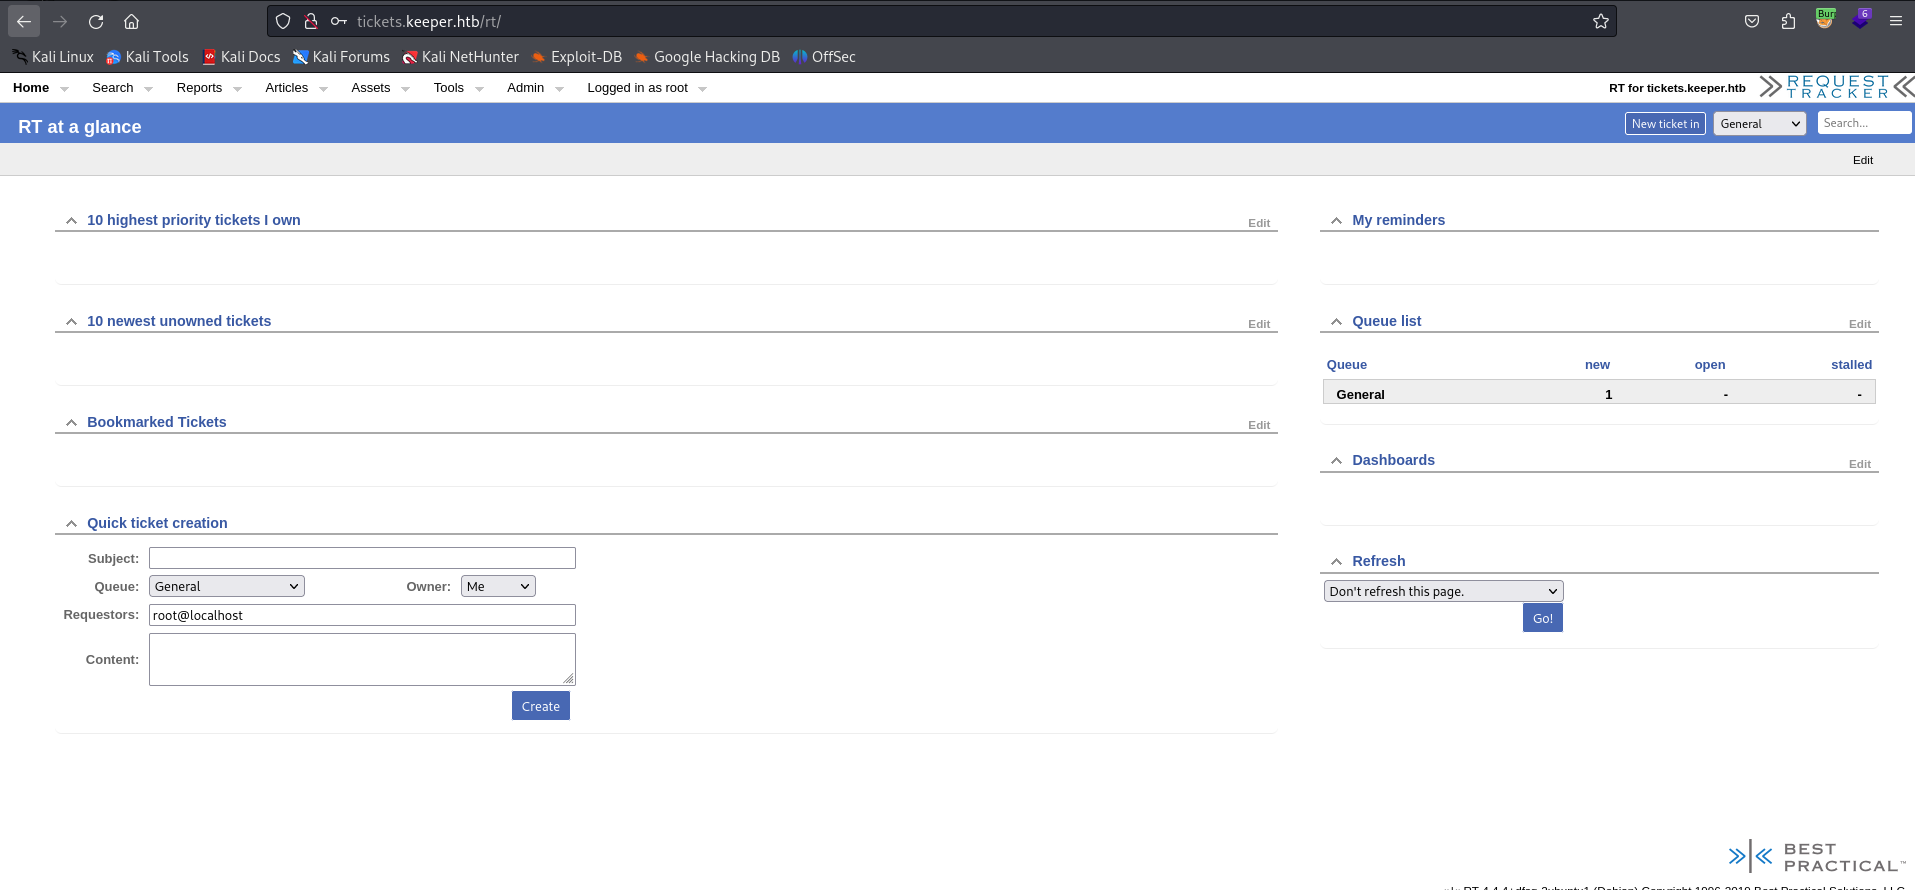 tickets.keeper.htb/rt/
Bur 6
Kali Linux Kali Tools Kali Docs Kali Forums Kali NetHunter Exploit-DB Google Hacking DB OffSec
Home Search Reports Articles Assets Tools Admin Logged in as root RT for tickets.keeper.htb REQUEST
TRACKER
RT at a glance New ticket in General Search...
Edit
10 highest priority tickets I own Edit
My reminders
10 newest unowned tickets Edit
Queue list Edit
Queue new open stalled
General 1 - -
Bookmarked Tickets Edit
Dashboards Edit
Quick ticket creation
Subject:
Queue: General Owner: Me
Requestors: root@localhost
Content:
Create
Refresh
Don't refresh this page.
Go!
BEST
PRACTICAL™